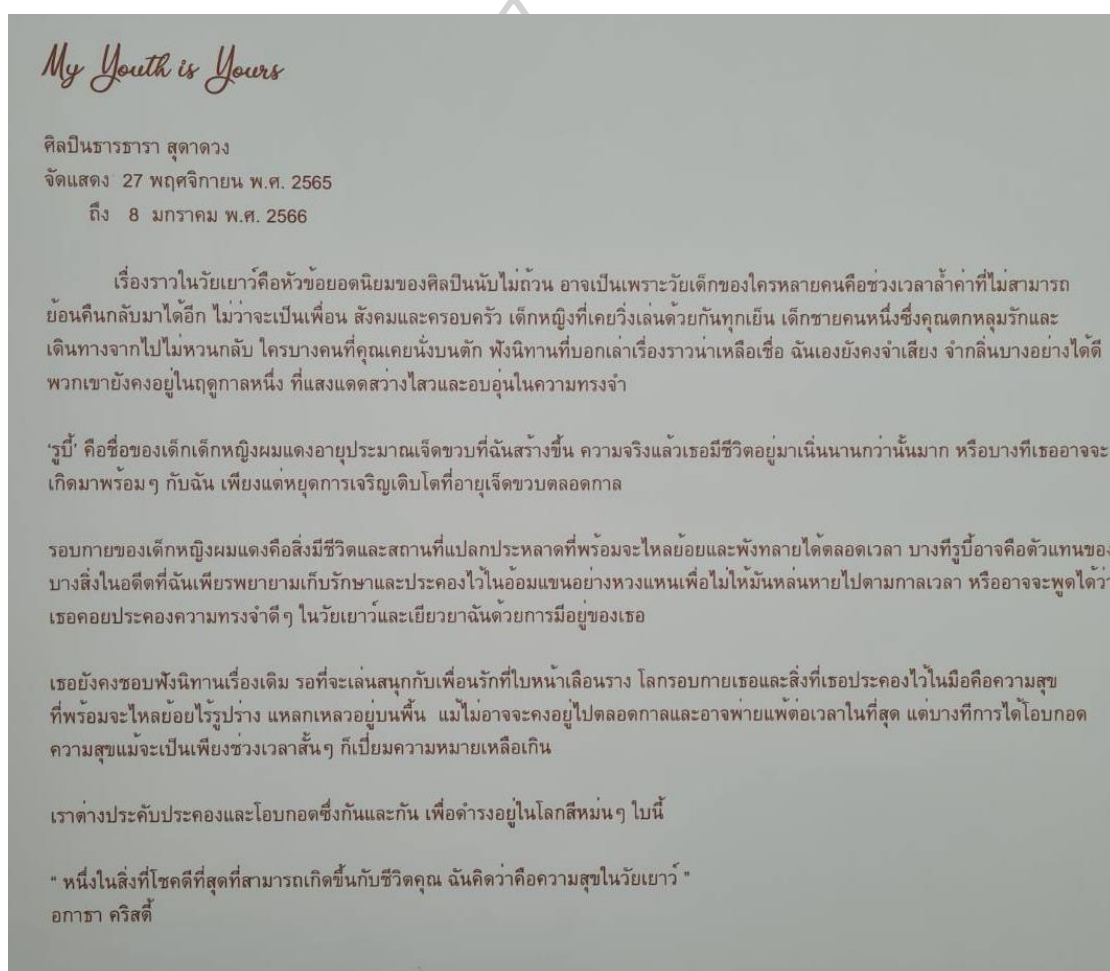 My Youth is Yours
ศิลปินธารธารา สุดาดวง
จัดแสดง 27 พฤศจิกายน พ.ศ. 2565
ถึง 8 มกราคม พ.ศ. 2566
เรื่องราวในวัยเยาว์คือหัวข้อยอดนิยมของศิลปินนับไม่ถ้วน อาจเป็นเพราะวัยเด็กของใครหลายคนคือช่วงเวลาล้ำค่าที่ไม่สามารถ
ย้อนคืนกลับมาได้อีก ไม่ว่าจะเป็นเพื่อน สังคมและครอบครัว เด็กหญิงที่เคยวิ่งเล่นด้วยกันทุกเย็น เด็กชายคนหนึ่งซึ่งคุณตกหลุมรักและ
เดินทางจากไปไม่หวนกลับ ใครบางคนที่คุณเคยนั่งบนตัก ฟังนิทานที่บอกเล่าเรื่องราวน่าเหลือเชื่อ ฉันเองยังคงจำเสียง จำกลิ่นบางอย่างได้ดี
พวกเขายังคงอยู่ในฤดูกาลหนึ่ง ที่แสงแดดสว่างไสวและอบอุ่นในความทรงจำ
‘รูบี้’ คือชื่อของเด็กเด็กหญิงผมแดงอายุประมาณเจ็ดขวบที่ฉันสร้างขึ้น ความจริงแล้วเธอมีชีวิตอยู่มาเนิ่นนานกว่านั้นมาก หรือบางทีเธออาจจะ
เกิดมาพร้อมๆ กับฉัน เพียงแต่หยุดการเจริญเติบโตที่อายุเจ็ดขวบตลอดกาล
รอบกายของเด็กหญิงผมแดงคือสิ่งมีชีวิตและสถานที่แปลกประหลาดที่พร้อมจะไหลย้อยและพังทลายได้ตลอดเวลา บางทีรูบี้อาจคือตัวแทนของ
บางสิ่งในอดีตที่ฉันเพียรพยายามเก็บรักษาและประคองไว้ในอ้อมแขนอย่างหวงแหนเพื่อไม่ให้มันหล่นหายไปตามกาลเวลา หรืออาจจะพูดได้ว่า
เธอคอยประคองความทรงจำดีๆ ในวัยเยาว์และเยียวยาฉันด้วยการมีอยู่ของเธอ
เธอยังคงชอบฟังนิทานเรื่องเดิม รอที่จะเล่นสนุกกับเพื่อนรักที่ใบหน้าเลือนราง โลกรอบกายเธอและสิ่งที่เธอประคองไว้ในมือคือความสุข
ที่พร้อมจะไหลย้อยไร้รูปร่าง แหลกเหลวอยู่บนพื้น แม้ไม่อาจจะคงอยู่ไปตลอดกาลและอาจพ่ายแพ้ต่อเวลาในที่สุด แต่บางทีการได้โอบกอด
ความสุขแม้จะเป็นเพียงช่วงเวลาสั้นๆ ก็เปี่ยมความหมายเหลือเกิน
เราต่างประคับประคองและโอบกอดซึ่งกันและกัน เพื่อดำรงอยู่ในโลกสีหม่นๆ ใบนี้
“ หนึ่งในสิ่งที่โชคดีที่สุดที่สามารถเกิดขึ้นกับชีวิตคุณ ฉันคิดว่าคือความสุขในวัยเยาว์ ”
อกาธา คริสตี้